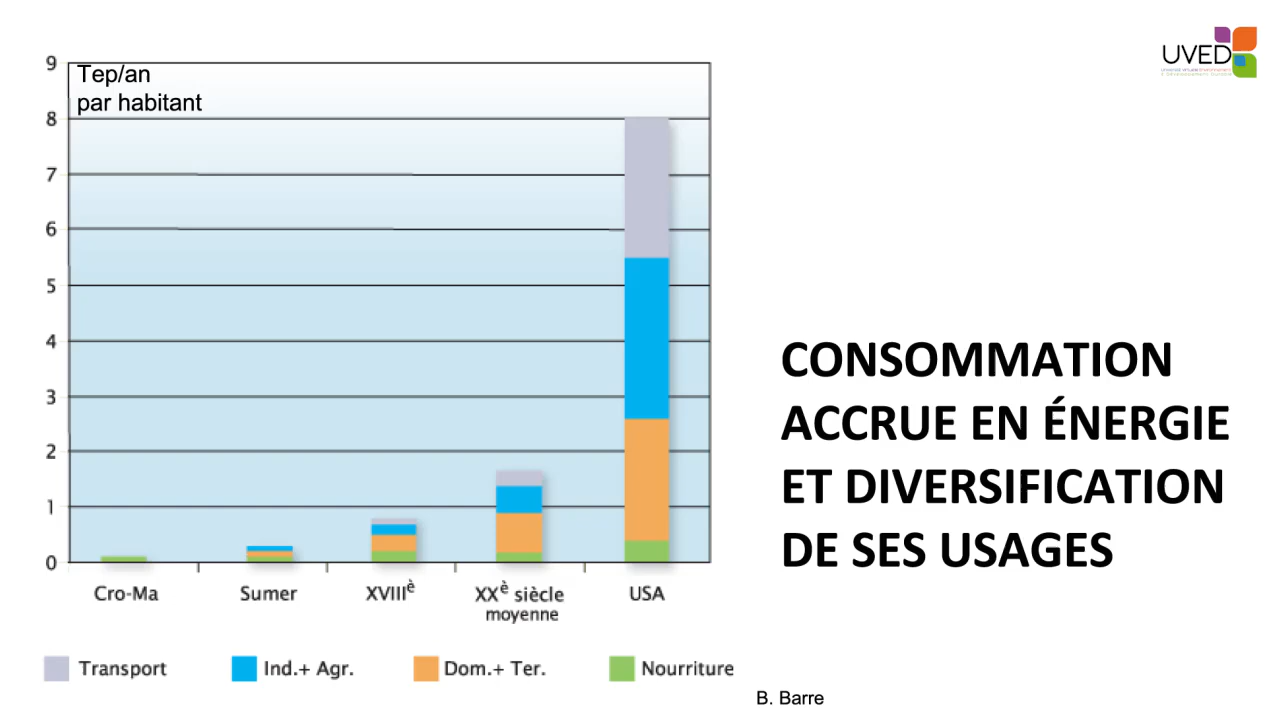 9
Tep/an
par habitant
8
7
6
5
4
3
2
1
0
Cro-Ma
Sumer
XVIIIè
XXè siècle
moyenne
USA
Transport
Ind.+ Agr.
Dom.+ Ter.
Nourriture
B. Barre
UVED
CONSOMMATION
ACCRUE EN ÉNERGIE
ET DIVERSIFICATION
DE SES USAGES